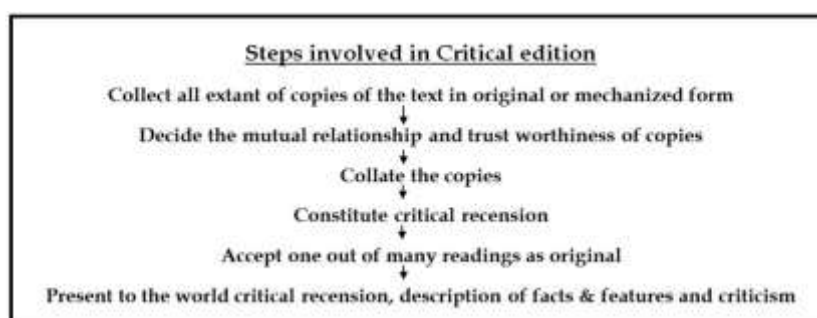 Steps involved in Critical edition
Collect all extant of copies of the text in original or mechanized form
Decide the mutual relationship and trust worthiness of copies
Collate the copies
Constitute critical recension
Accept one out of many readings as original
Present to the world critical recension, description of facts & features and criticism